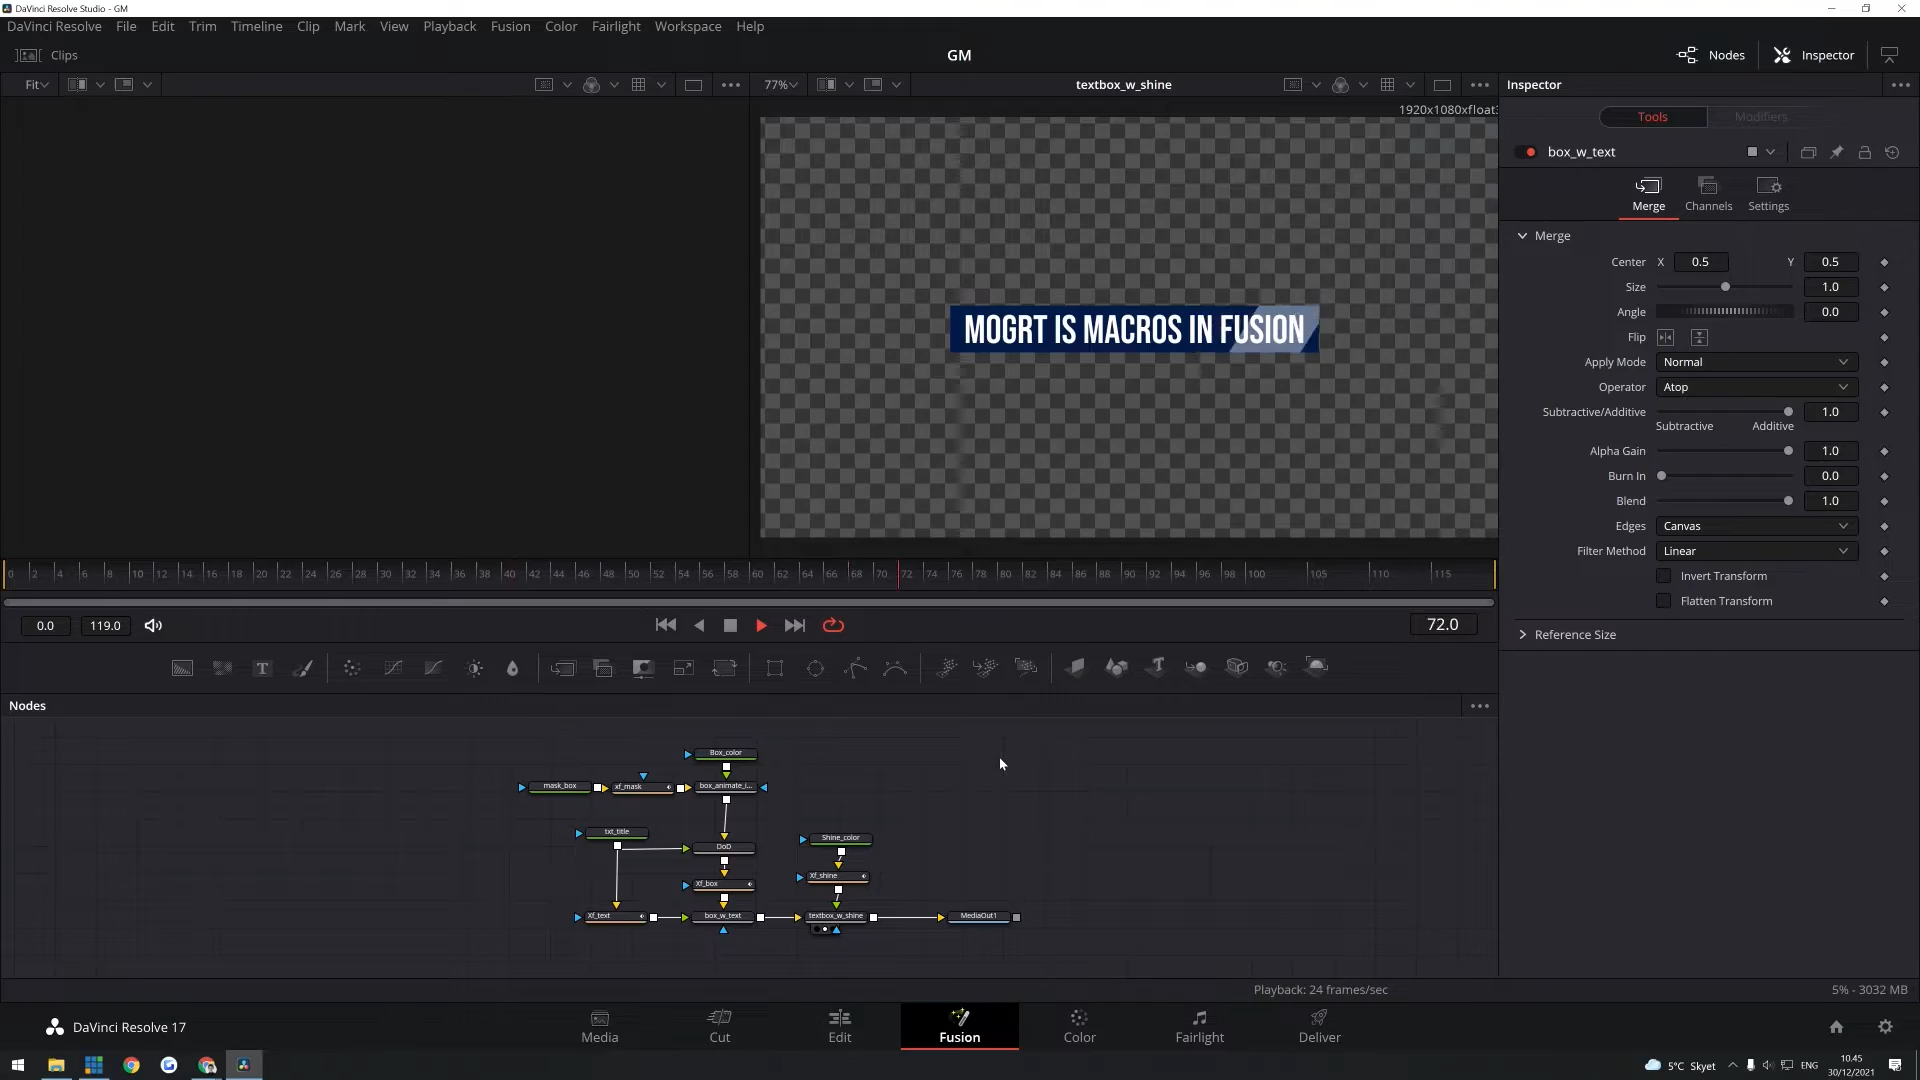 DaVinci Resolve Studio - GM
DaVinci Resolve File Edit Trim Timeline Clip Mark View Playback Fusion Color Fairlight Workspace Help
Clips
GM
Nodes
Inspector
Fit
77%
textbox_w_shine
Inspector
1920x1080xfloat3
Tools
Modifiers
box_w_text
Merge
Channels
Settings
Merge
Center X 0.5 Y 0.5
Size 1.0
Angle 0.0
Flip
Apply Mode Normal
Operator Atop
Subtractive/Additive 1.0
Subtractive Additive
Alpha Gain 1.0
Burn In 0.0
Blend 1.0
Edges Canvas
Filter Method Linear
Invert Transform
Flatten Transform
Reference Size
MOGRT IS MACROS IN FUSION
0 2 4 6 8 10 12 14 16 18 20 22 24 26 28 30 32 34 36 38 40 42 44 46 48 50 52 54 56 58 60 62 64 66 68 70 72 74 76 78 80 82 84 86 88 90 92 94 96 98 100 105 110 115
0.0
119.0
72.0
T
Nodes
Box_color
mask_box
xf_mask
box_animate_i...
txt_title
DoD
Shine_color
Xf_box
Xf_shine
Xf_text
box_w_text
textbox_w_shine
MediaOut1
Playback: 24 frames/sec
5% - 3032 MB
DaVinci Resolve 17
Media
Cut
Edit
Fusion
Color
Fairlight
Deliver
5°C Skyet
ENG
10.45
30/12/2021